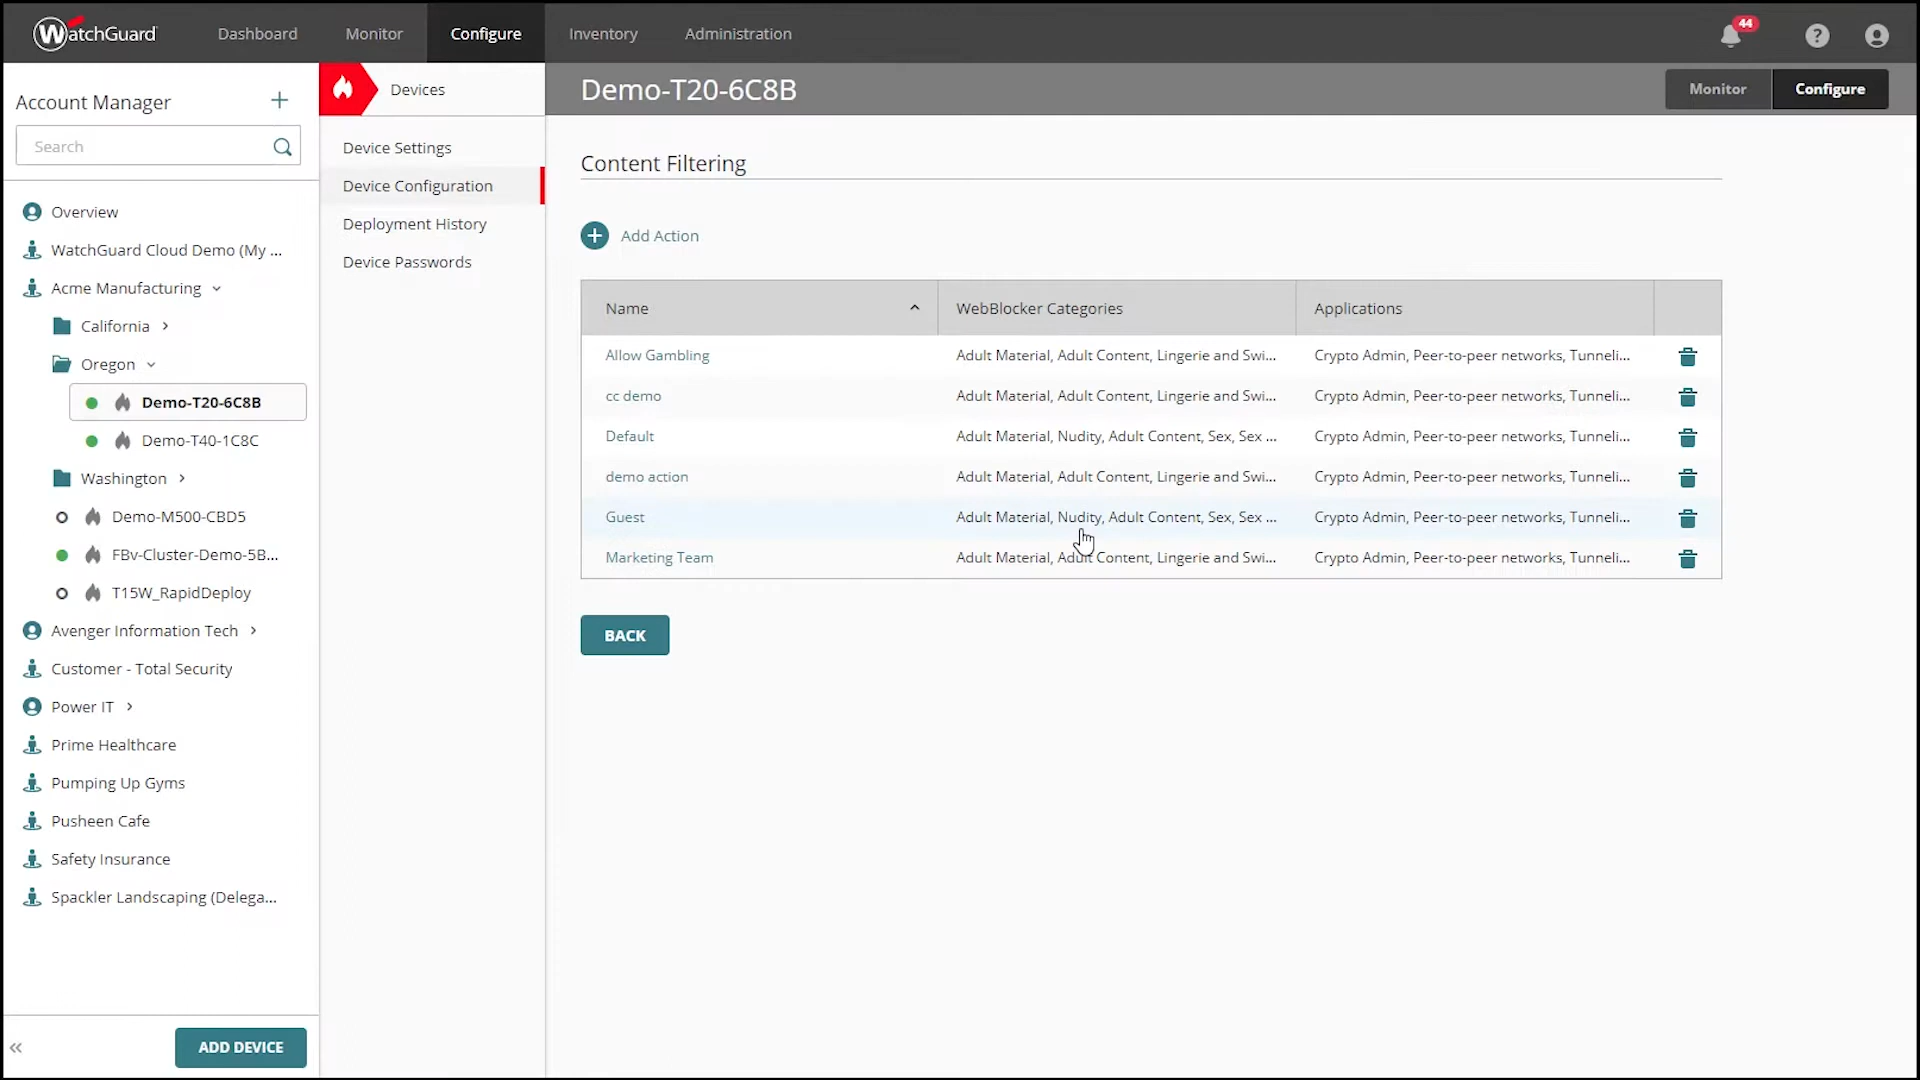 WatchGuard
Dashboard
Monitor
Configure
Inventory
Administration
44
?
Account Manager
Search
Overview
WatchGuard Cloud Demo (My ...
Acme Manufacturing
California
Oregon
Demo-T20-6C8B
Demo-T40-1C8C
Washington
Demo-M500-CBD5
FBv-Cluster-Demo-5B...
T15W_RapidDeploy
Avenger Information Tech
Customer - Total Security
Power IT
Prime Healthcare
Pumping Up Gyms
Pusheen Cafe
Safety Insurance
Spackler Landscaping (Delega...
ADD DEVICE
Devices
Device Settings
Device Configuration
Deployment History
Device Passwords
Demo-T20-6C8B
Monitor
Configure
Content Filtering
Add Action
Name WebBlocker Categories Applications
Allow Gambling Adult Material, Adult Content, Lingerie and Swi... Crypto Admin, Peer-to-peer networks, Tunneli...
cc demo Adult Material, Adult Content, Lingerie and Swi... Crypto Admin, Peer-to-peer networks, Tunneli...
Default Adult Material, Nudity, Adult Content, Sex, Sex ... Crypto Admin, Peer-to-peer networks, Tunneli...
demo action Adult Material, Adult Content, Lingerie and Swi... Crypto Admin, Peer-to-peer networks, Tunneli...
Guest Adult Material, Nudity, Adult Content, Sex, Sex ... Crypto Admin, Peer-to-peer networks, Tunneli...
Marketing Team Adult Material, Adult Content, Lingerie and Swi... Crypto Admin, Peer-to-peer networks, Tunneli...
BACK